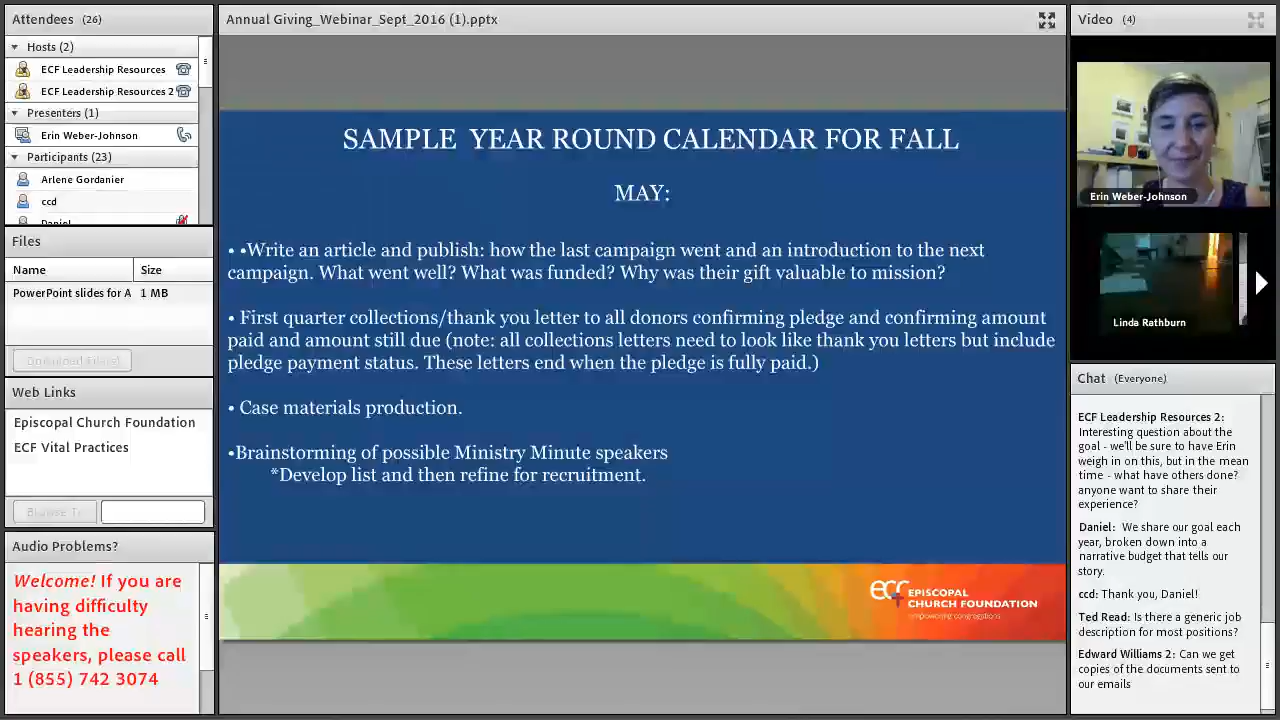 Attendees (26)
Hosts (2)
ECF Leadership Resources
ECF Leadership Resources 2
Presenters (1)
Erin Weber-Johnson
Participants (23)
Arlene Gordanier
ccd
Daniel
Files
Name Size
PowerPoint slides for A 1 MB
Download File(s)
Web Links
Episcopal Church Foundation
ECF Vital Practices
Browse To
Audio Problems?
Welcome! If you are
having difficulty
hearing the
speakers, please call
1 (855) 742 3074
Annual Giving_Webinar_Sept_2016 (1).pptx
SAMPLE YEAR ROUND CALENDAR FOR FALL
MAY:
• •Write an article and publish: how the last campaign went and an introduction to the next
campaign. What went well? What was funded? Why was their gift valuable to mission?
• First quarter collections/thank you letter to all donors confirming pledge and confirming amount
paid and amount still due (note: all collections letters need to look like thank you letters but include
pledge payment status. These letters end when the pledge is fully paid.)
• Case materials production.
•Brainstorming of possible Ministry Minute speakers
*Develop list and then refine for recruitment.
ecf EPISCOPAL
CHURCH FOUNDATION
empowering congregations
Video (4)
Erin Weber-Johnson
Linda Rathburn
Chat (Everyone)
ECF Leadership Resources 2:
Interesting question about the
goal - we'll be sure to have Erin
weigh in on this, but in the mean
time - what have others done?
anyone want to share their
experience?
Daniel: We share our goal each
year, broken down into a
narrative budget that tells our
story.
ccd: Thank you, Daniel!
Ted Read: Is there a generic job
description for most positions?
Edward Williams 2: Can we get
copies of the documents sent to
our emails